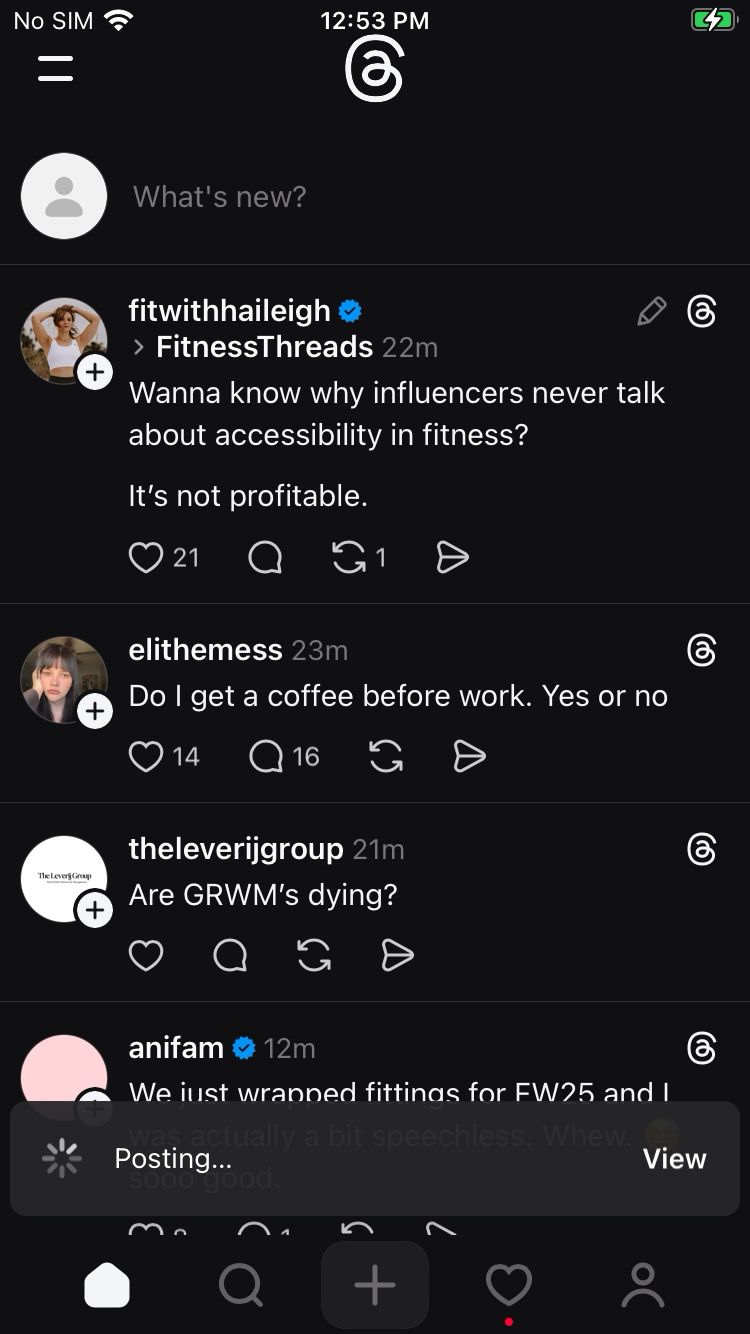 No SIM 12:53 PM
What's new?
fitwithhaileigh
> FitnessThreads 22m
Wanna know why influencers never talk
about accessibility in fitness?
It’s not profitable.
21 1
elithemess 23m
Do I get a coffee before work. Yes or no
14 16
theleverijgroup 21m
The Leverij Group
Are GRWM’s dying?
anifam 12m
We just wrapped fittings for FW25 and I
was actually a bit speechless. Whew. 😅
sooo good.
Posting... View
8 1